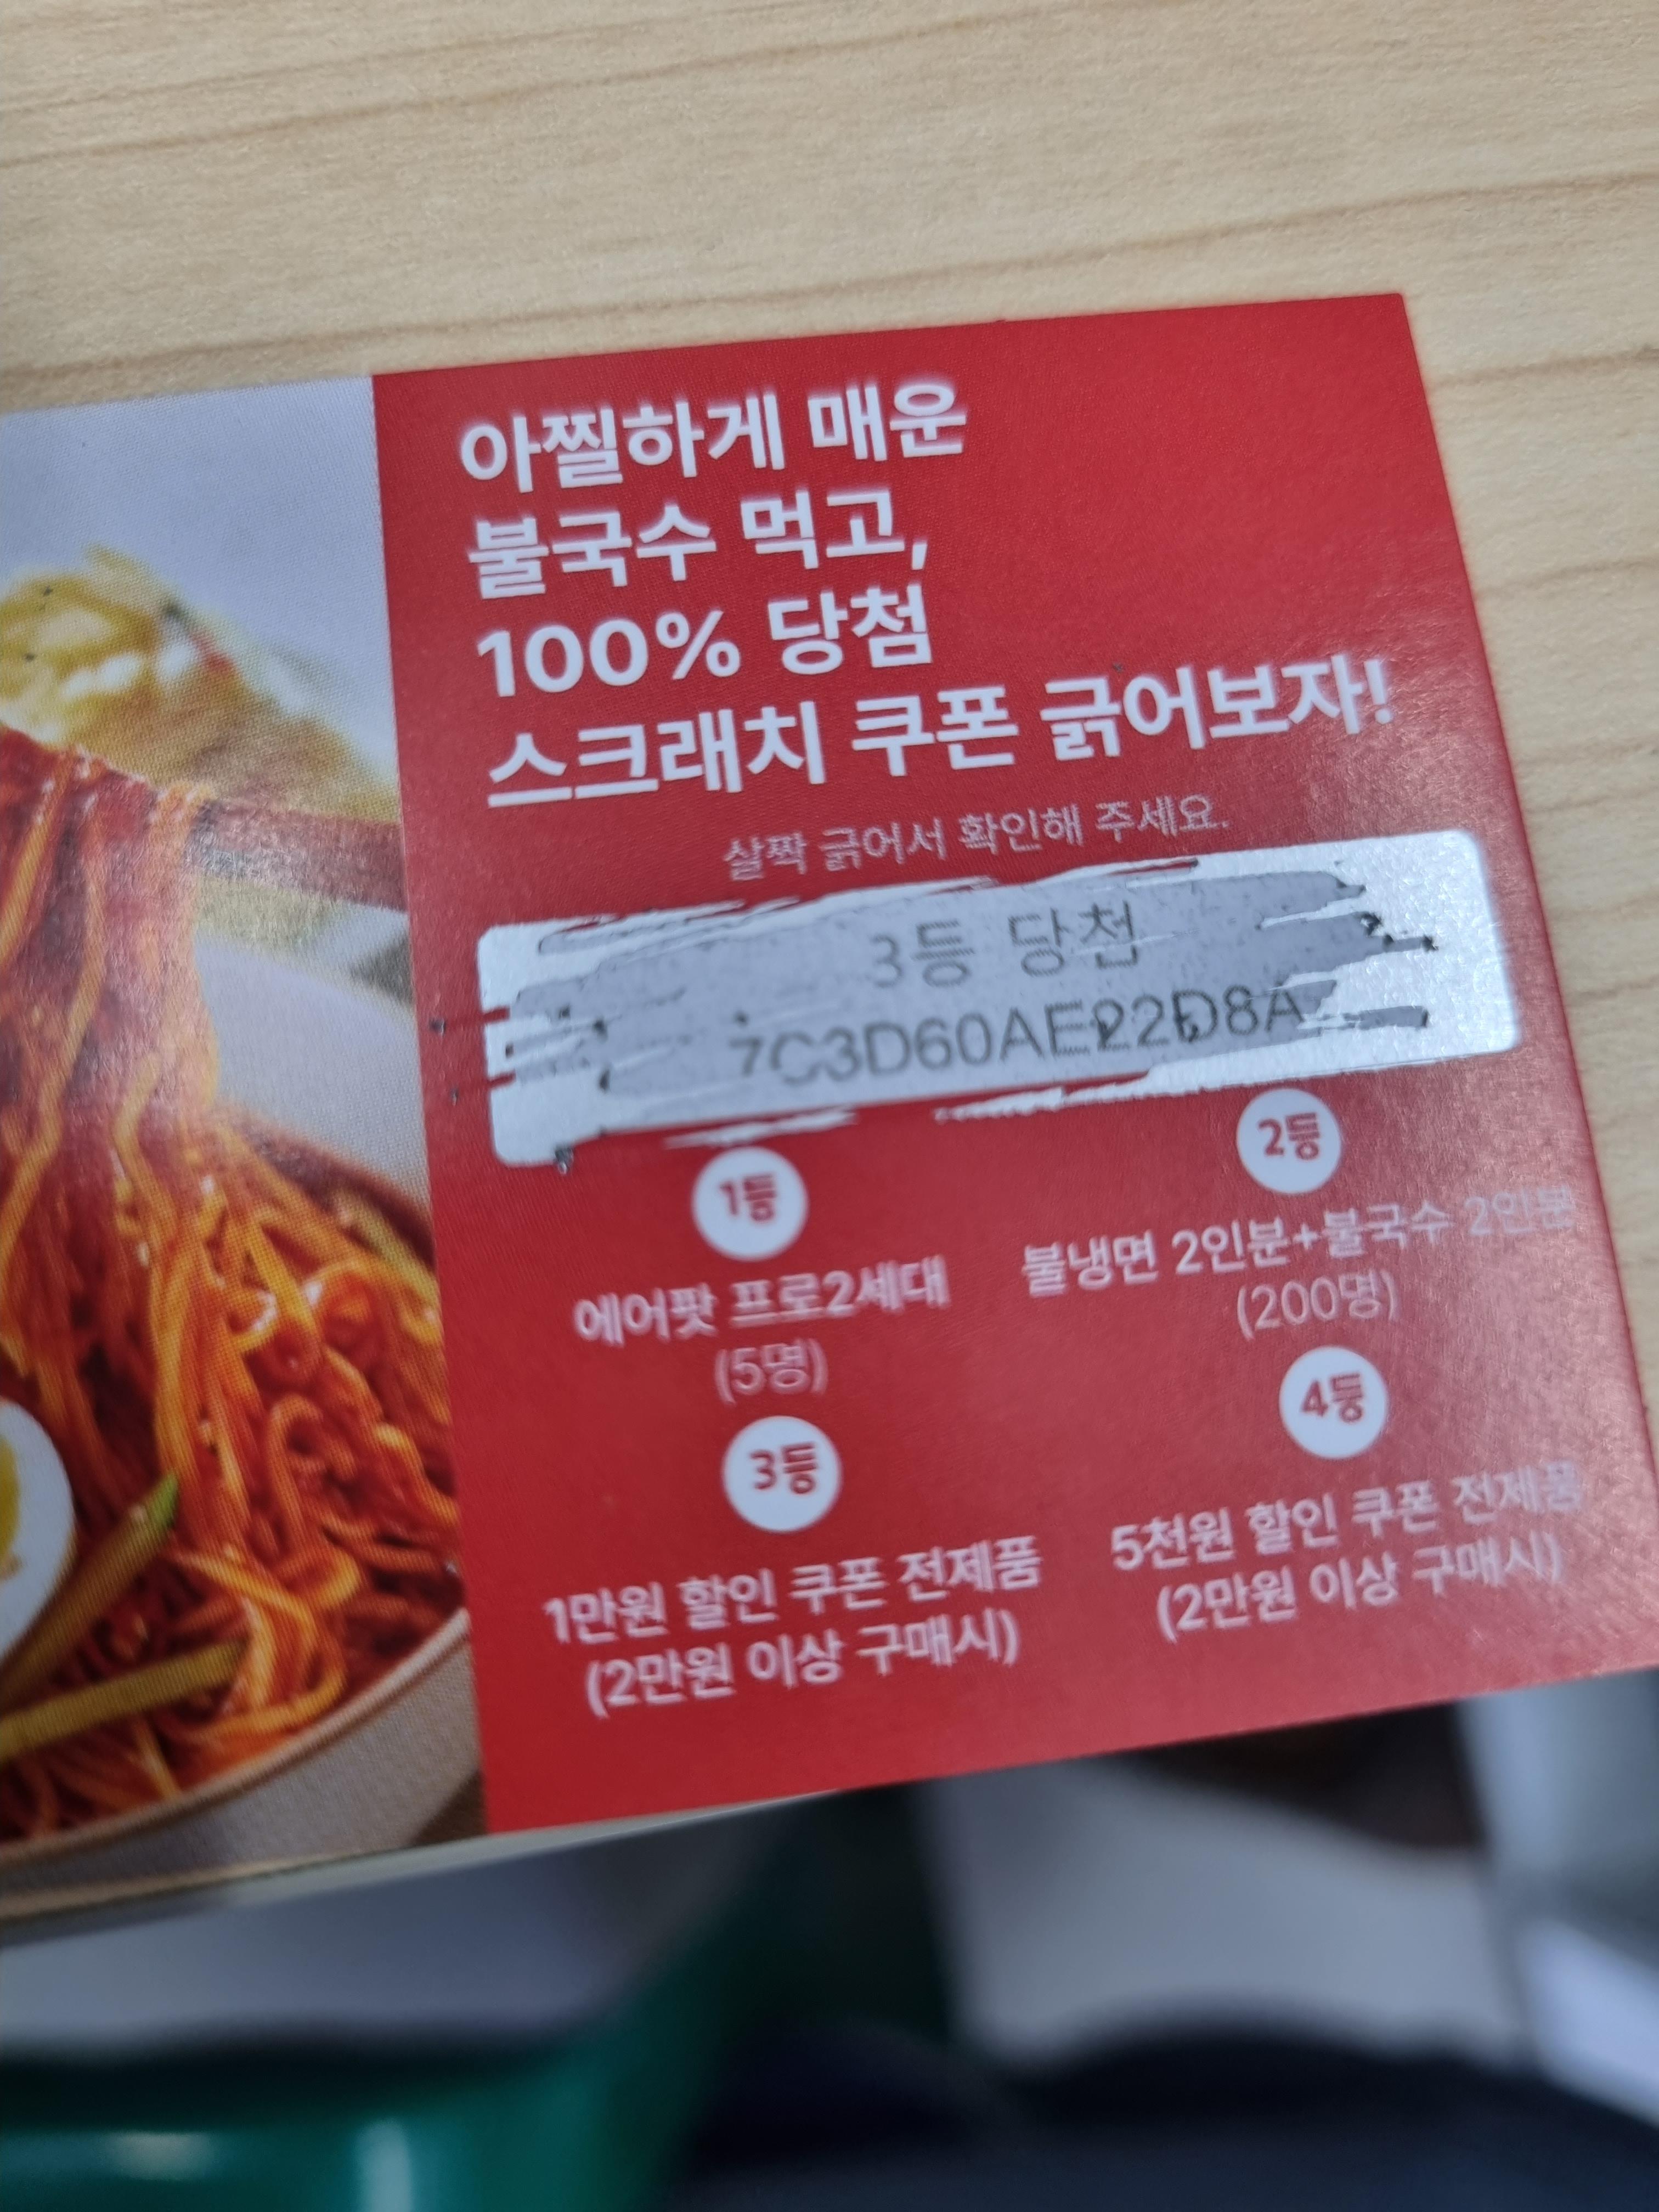 아찔하게 매운
불국수 먹고,
100% 당첨
스크래치 쿠폰 긁어보자!
살짝 긁어서 확인해 주세요.
3등 당첨
7C3D60AE22D8A
1등
에어팟 프로2세대
(5명)
2등
불냉면 2인분+불국수 2인분
(200명)
3등
1만원 할인 쿠폰 전제품
(2만원 이상 구매시)
4등
5천원 할인 쿠폰 전제품
(2만원 이상 구매시)